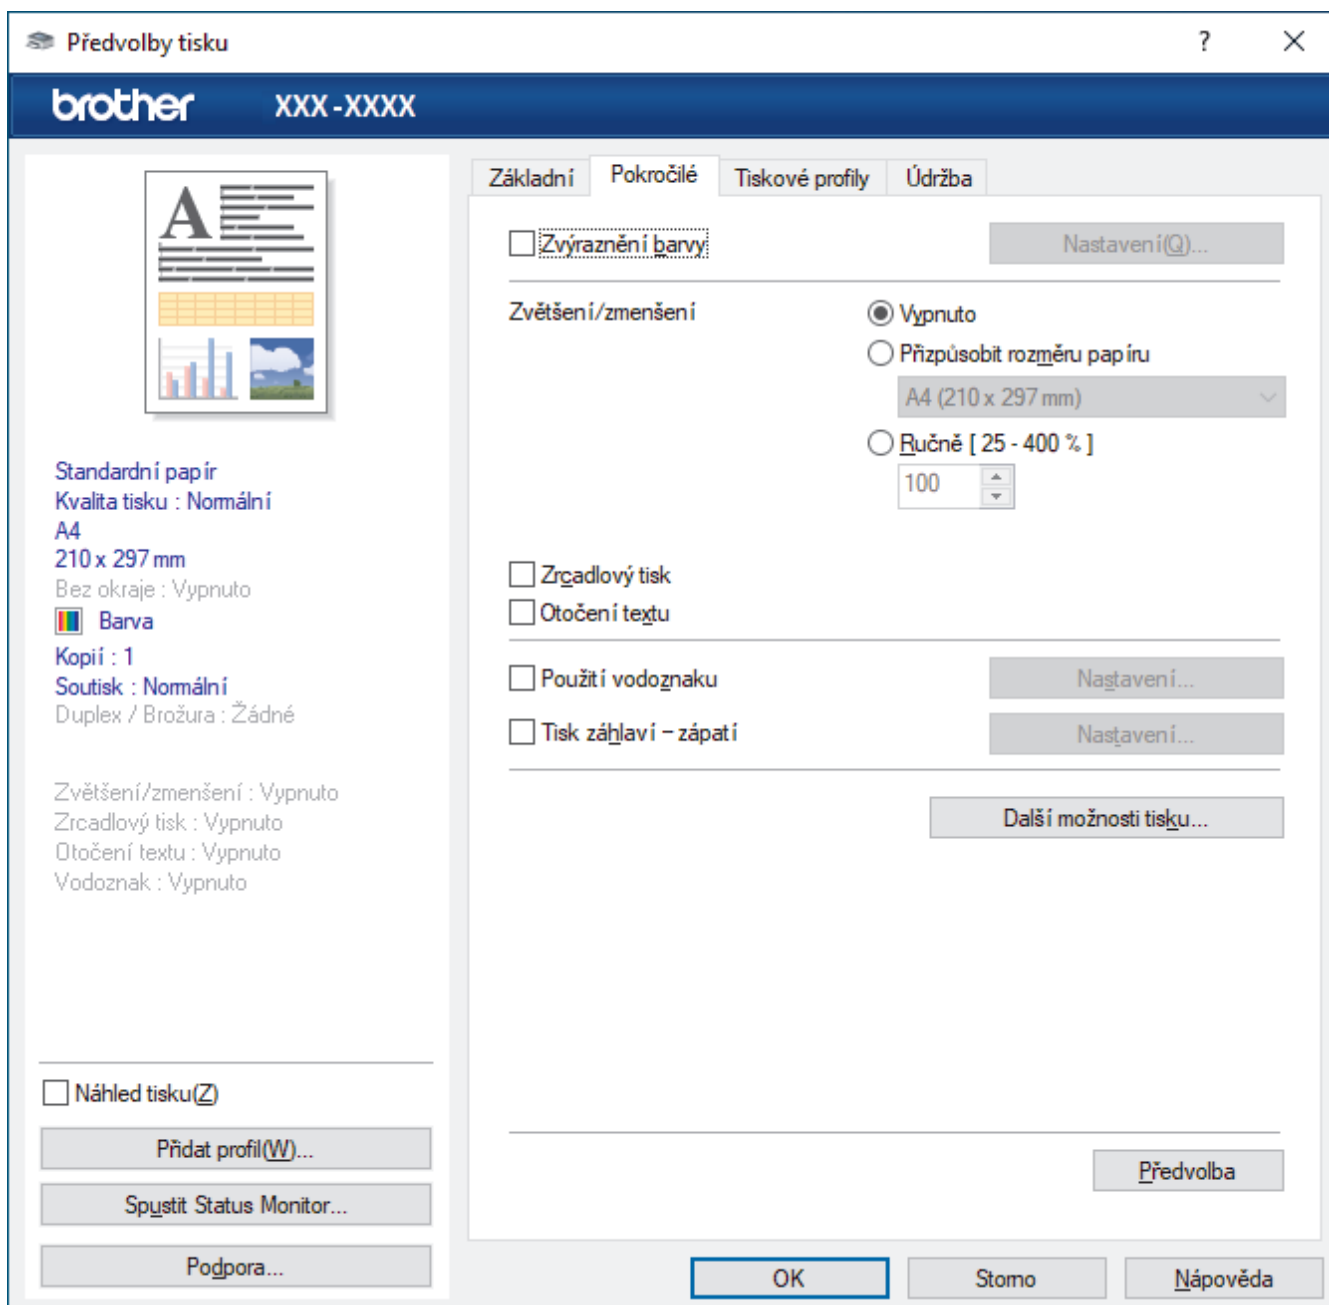 Předvolby tisku
?
brother XXX-XXXX
A
Standardní papír
Kvalita tisku : Normální
A4
210 x 297 mm
Bez okraje : Vypnuto
Barva
Kopií : 1
Soutisk : Normální
Duplex / Brožura : Žádné
Zvětšení/zmenšení : Vypnuto
Zrcadlový tisk : Vypnuto
Otočení textu : Vypnuto
Vodoznak : Vypnuto
Náhled tisku(Z)
Přidat profil(W)...
Spustit Status Monitor...
Podpora...
Základní Pokročilé Tiskové profily Údržba
Zvýraznění barvy Nastavení(Q)...
Zvětšení/zmenšení Vypnuto
Přizpůsobit rozměru papíru
A4 (210 x 297 mm)
Ručně [ 25 - 400 % ]
100
Zrcadlový tisk
Otočení textu
Použití vodoznaku Nastavení...
Tisk záhlaví – zápatí Nastavení...
Další možnosti tisku...
Předvolba
OK Storno Nápověda